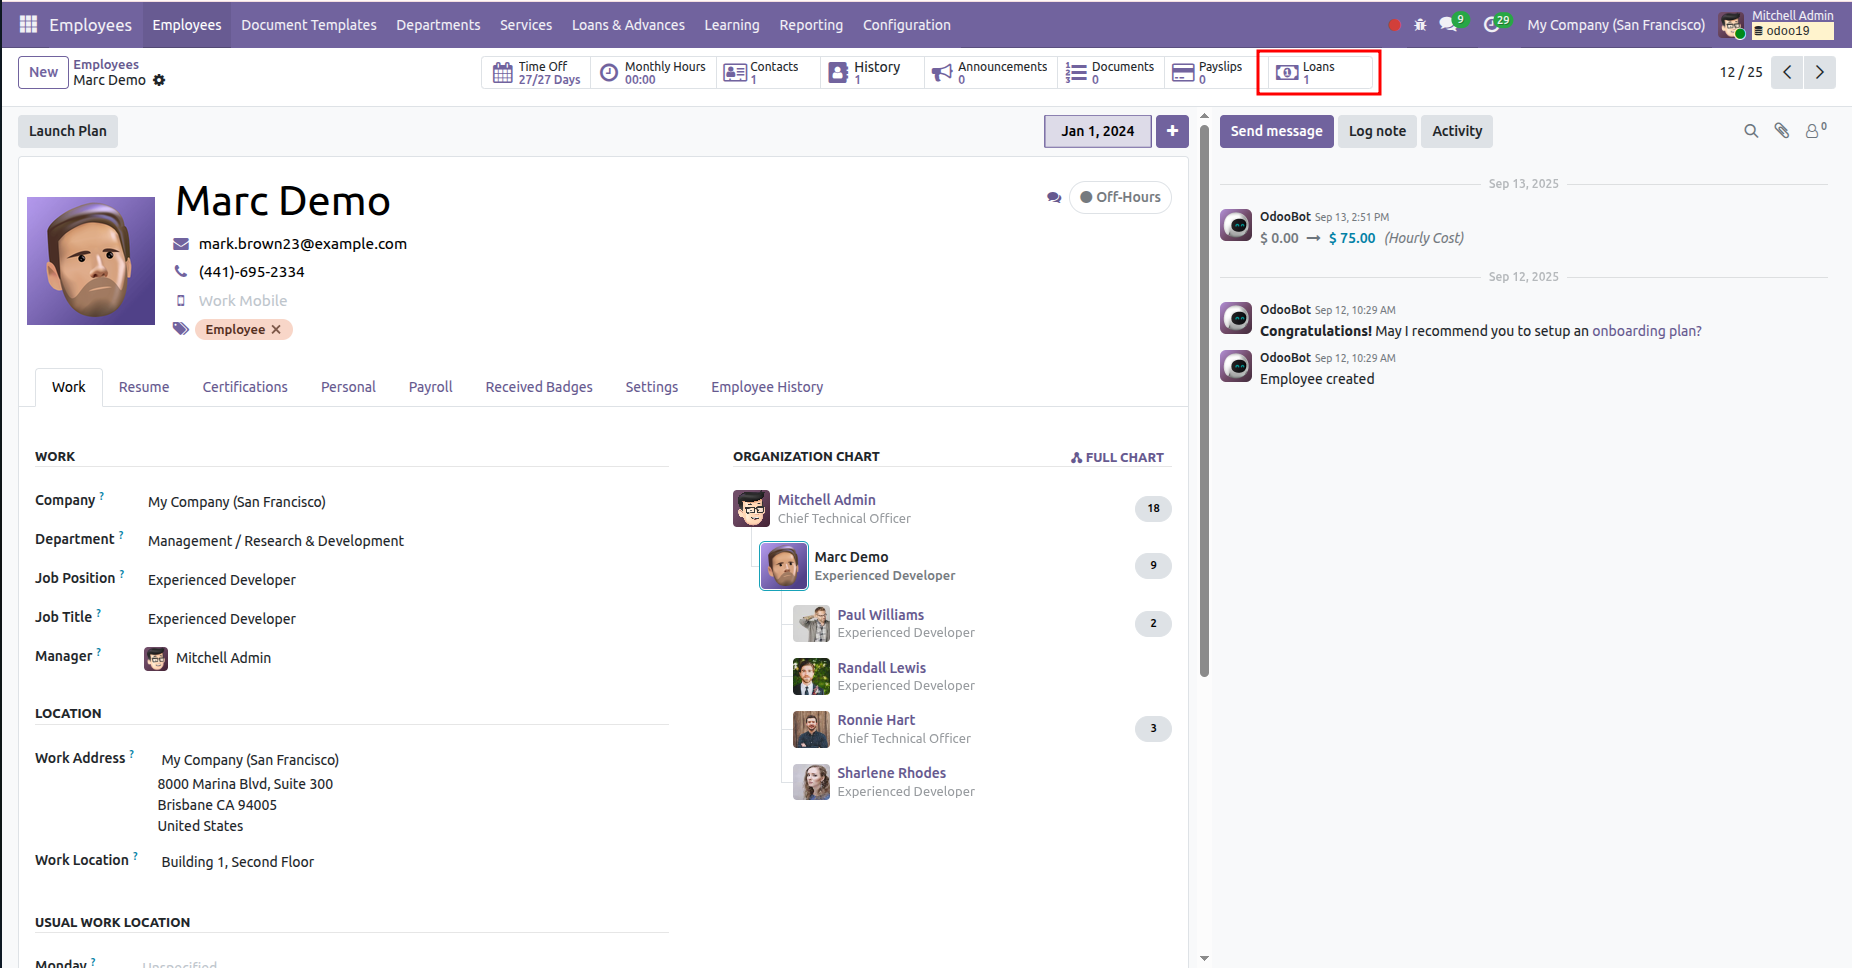 Employees Employees Document Templates Departments Services Loans & Advances Learning Reporting Configuration 9 29 My Company (San Francisco) Mitchell Admin
odoo19
New Employees
Marc Demo
Time Off
27/27 Days
Monthly Hours
00:00
Contacts
1
History
1
Announcements
0
Documents
0
Payslips
0
Loans
1
12 / 25
Launch Plan Jan 1, 2024 + Send message Log note Activity 0
Marc Demo
Off-Hours
mark.brown23@example.com
(441)-695-2334
Work Mobile
Employee
Work Resume Certifications Personal Payroll Received Badges Settings Employee History
WORK
Company ? My Company (San Francisco)
Department ? Management / Research & Development
Job Position ? Experienced Developer
Job Title ? Experienced Developer
Manager ? Mitchell Admin
LOCATION
Work Address ? My Company (San Francisco)
8000 Marina Blvd, Suite 300
Brisbane CA 94005
United States
Work Location ? Building 1, Second Floor
USUAL WORK LOCATION
Monday ? Unspecified
ORGANIZATION CHART FULL CHART
Mitchell Admin
Chief Technical Officer
18
Marc Demo
Experienced Developer
9
Paul Williams
Experienced Developer
2
Randall Lewis
Experienced Developer
Ronnie Hart
Chief Technical Officer
3
Sharlene Rhodes
Experienced Developer
Sep 13, 2025
OdooBot Sep 13, 2:51 PM
$ 0.00 → $ 75.00 (Hourly Cost)
Sep 12, 2025
OdooBot Sep 12, 10:29 AM
Congratulations! May I recommend you to setup an onboarding plan?
OdooBot Sep 12, 10:29 AM
Employee created